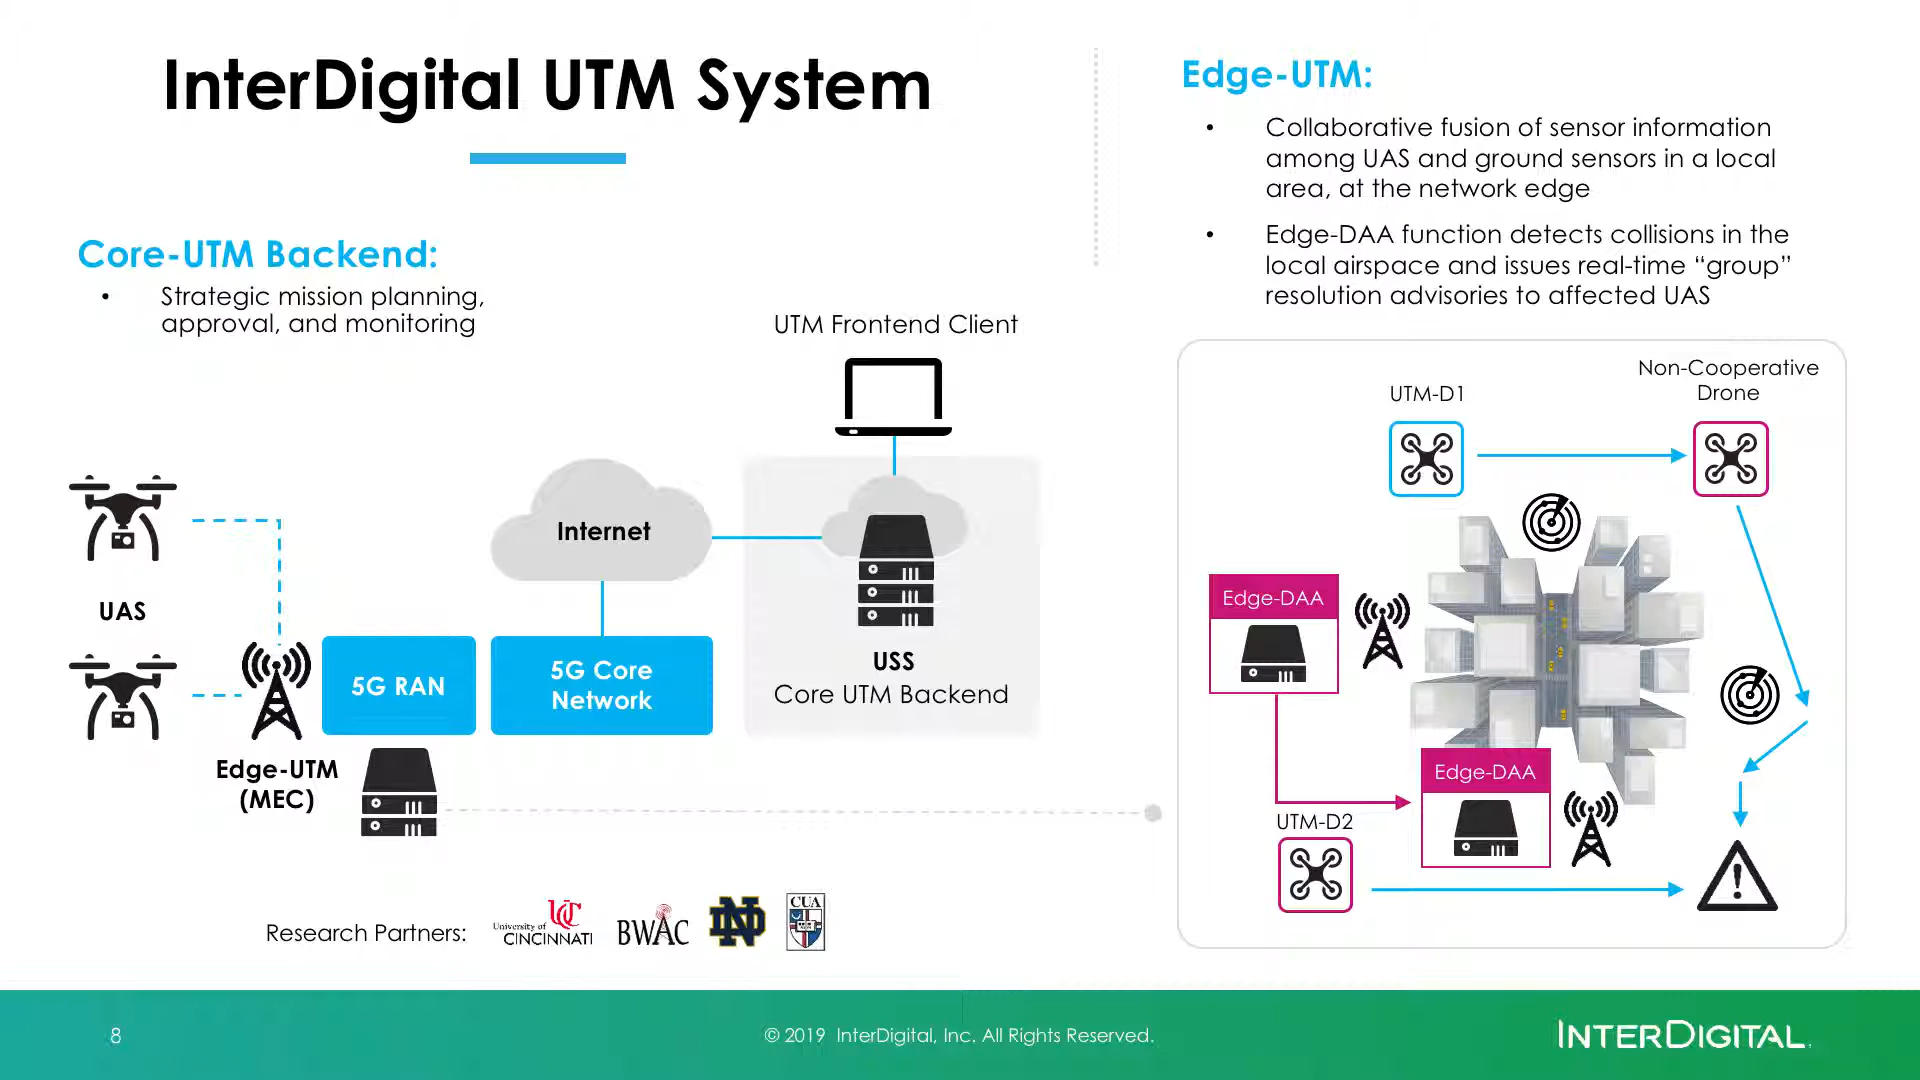 InterDigital UTM System
Core-UTM Backend:
• Strategic mission planning,
approval, and monitoring
UTM Frontend Client
Internet
UAS
5G RAN
5G Core
Network
USS
Core UTM Backend
Edge-UTM
(MEC)
Research Partners:
University of
CINCINNATI
BWAC
ND
CUA
Edge-UTM:
• Collaborative fusion of sensor information
among UAS and ground sensors in a local
area, at the network edge
• Edge-DAA function detects collisions in the
local airspace and issues real-time “group”
resolution advisories to affected UAS
UTM-D1
Non-Cooperative
Drone
Edge-DAA
Edge-DAA
UTM-D2
8
© 2019 InterDigital, Inc. All Rights Reserved.
INTERDIGITAL